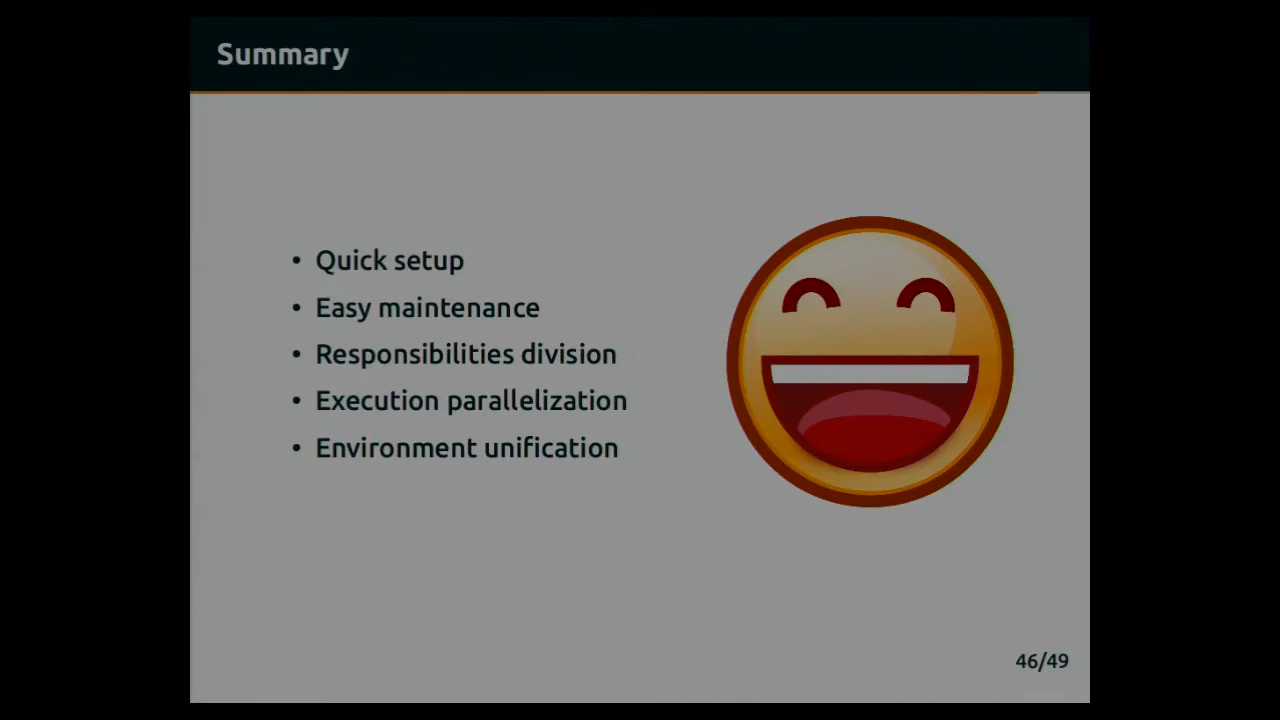 Summary
• Quick setup
• Easy maintenance
• Responsibilities division
• Execution parallelization
• Environment unification
46/49